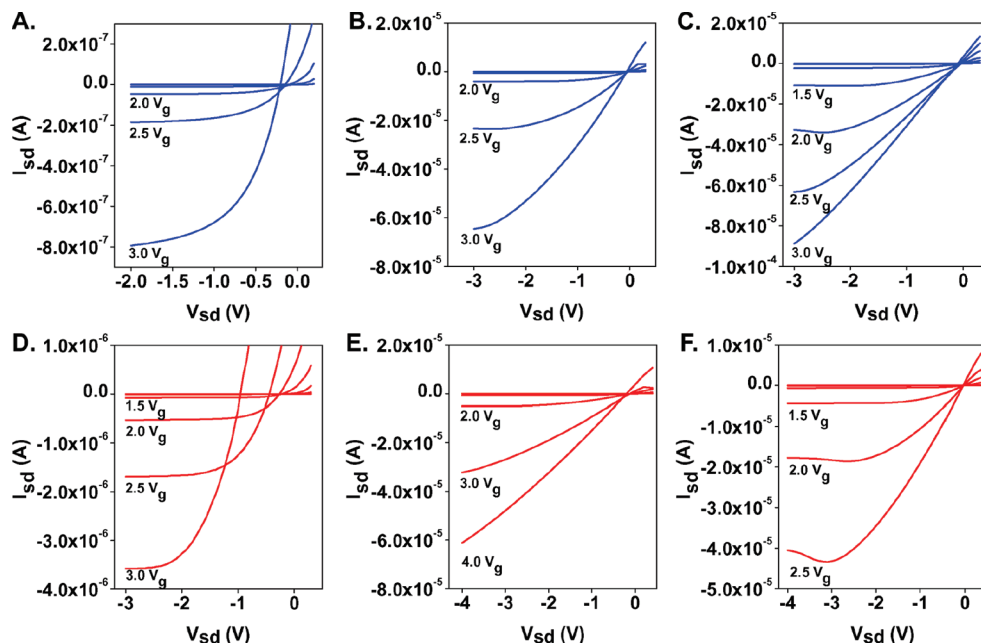 A.
2.0x10⁻⁷
0.0
-2.0x10⁻⁷
-4.0x10⁻⁷
-6.0x10⁻⁷
-8.0x10⁻⁷
I_sd (A)
2.0 V_g
2.5 V_g
3.0 V_g
-2.0 -1.5 -1.0 -0.5 0.0
V_sd (V)
B.
2.0x10⁻⁵
0.0
-2.0x10⁻⁵
-4.0x10⁻⁵
-6.0x10⁻⁵
-8.0x10⁻⁵
I_sd (A)
2.0 V_g
2.5 V_g
3.0 V_g
-3 -2 -1 0
V_sd (V)
C.
2.0x10⁻⁵
0.0
-2.0x10⁻⁵
-4.0x10⁻⁵
-6.0x10⁻⁵
-8.0x10⁻⁵
-1.0x10⁻⁴
I_sd (A)
1.5 V_g
2.0 V_g
2.5 V_g
3.0 V_g
-3 -2 -1 0
V_sd (V)
D.
1.0x10⁻⁶
0.0
-1.0x10⁻⁶
-2.0x10⁻⁶
-3.0x10⁻⁶
-4.0x10⁻⁶
I_sd (A)
1.5 V_g
2.0 V_g
2.5 V_g
3.0 V_g
-3 -2 -1 0
V_sd (V)
E.
2.0x10⁻⁵
0.0
-2.0x10⁻⁵
-4.0x10⁻⁵
-6.0x10⁻⁵
-8.0x10⁻⁵
I_sd (A)
2.0 V_g
3.0 V_g
4.0 V_g
-4 -3 -2 -1 0
V_sd (V)
F.
1.0x10⁻⁵
0.0
-1.0x10⁻⁵
-2.0x10⁻⁵
-3.0x10⁻⁵
-4.0x10⁻⁵
-5.0x10⁻⁵
I_sd (A)
1.5 V_g
2.0 V_g
2.5 V_g
-4 -3 -2 -1 0
V_sd (V)